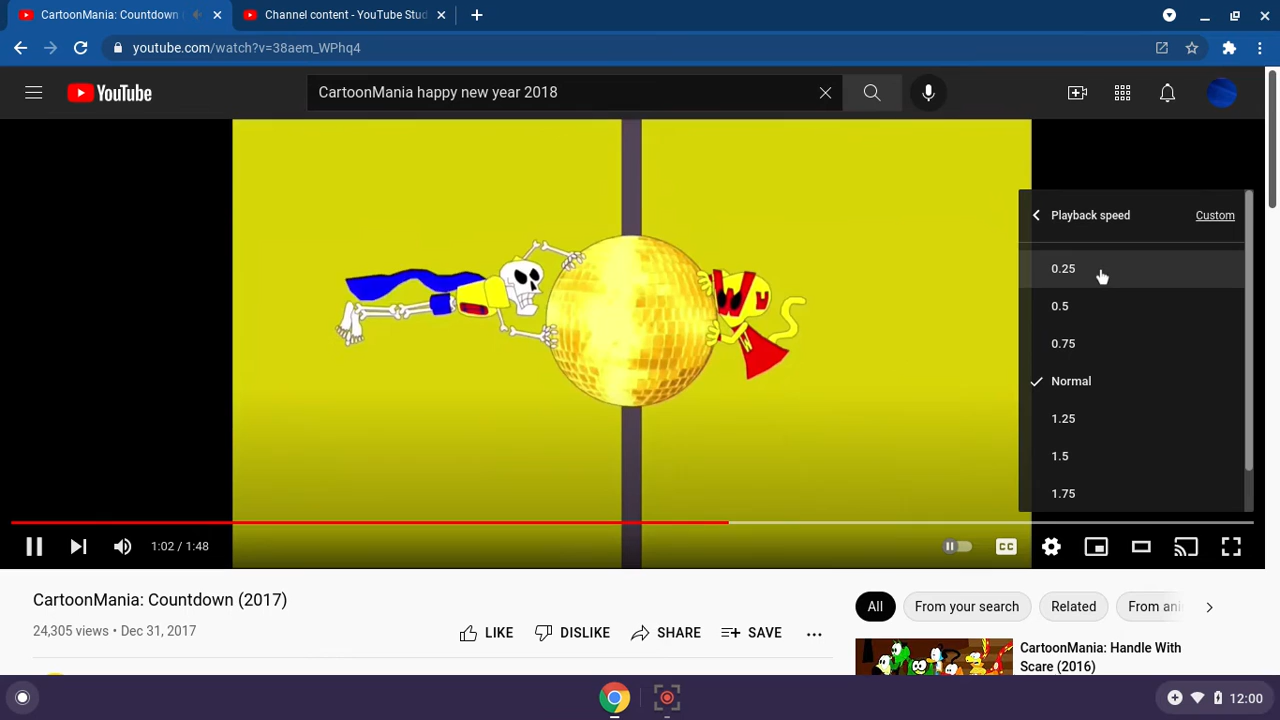 CartoonMania: Countdown (
Channel content - YouTube Stud
youtube.com/watch?v=38aem_WPhq4
YouTube
CartoonMania happy new year 2018
Playback speed
Custom
0.25
0.5
0.75
Normal
1.25
1.5
1.75
W
1:02 / 1:48
CC
CartoonMania: Countdown (2017)
24,305 views • Dec 31, 2017
LIKE
DISLIKE
SHARE
SAVE
All
From your search
Related
From ani
CartoonMania: Handle With
Scare (2016)
12:00